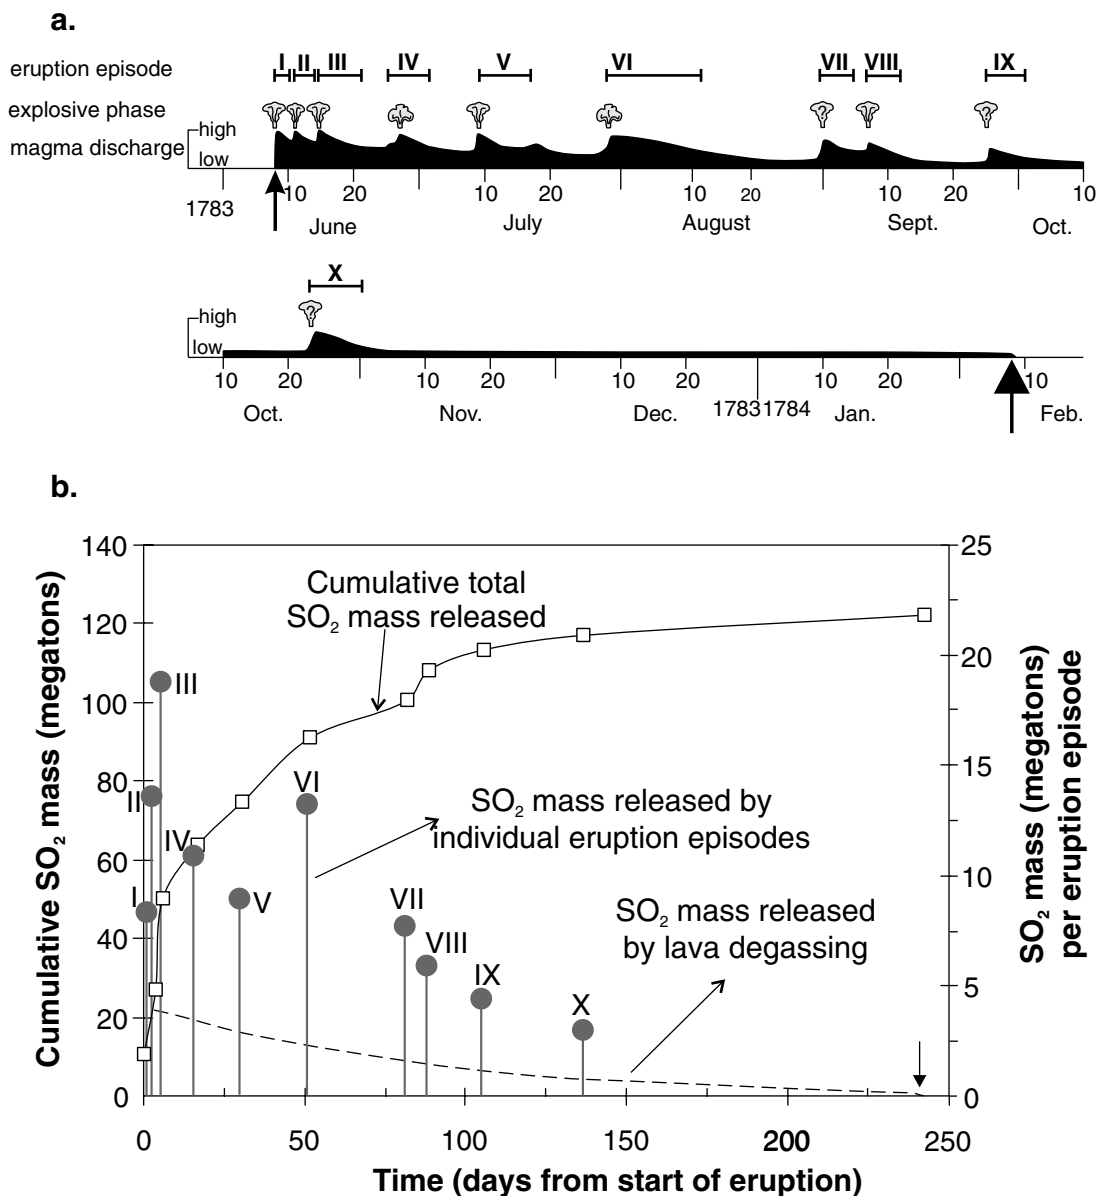 a.
I II III IV V VI VII VIII IX
eruption episode
explosive phase
? ?
magma discharge
high
low
10 20 10 20 10 20 10 20 10
1783
June July August Sept. Oct.
X
?
high
low
10 20 10 20 10 20 10 20 10
Oct. Nov. Dec. 1783 1784 Jan. Feb.
b.
140 25
Cumulative total
SO2 mass released
120
20
III
100
80
II
VI
15
SO2 mass released by
individual eruption episodes
IV
60
10
I
V
VII
SO2 mass released
by lava degassing
40
VIII
IX
5
20
X
0 0
0 50 100 150 200 250
Cumulative SO2 mass (megatons)
SO2 mass (megatons)
per eruption episode
Time (days from start of eruption)